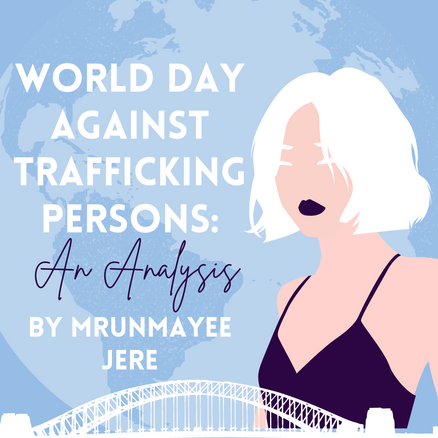 WORLD DAY
AGAINST
TRAFFICKING
PERSONS:
An Analysis
BY MRUNMAYEE
JERE